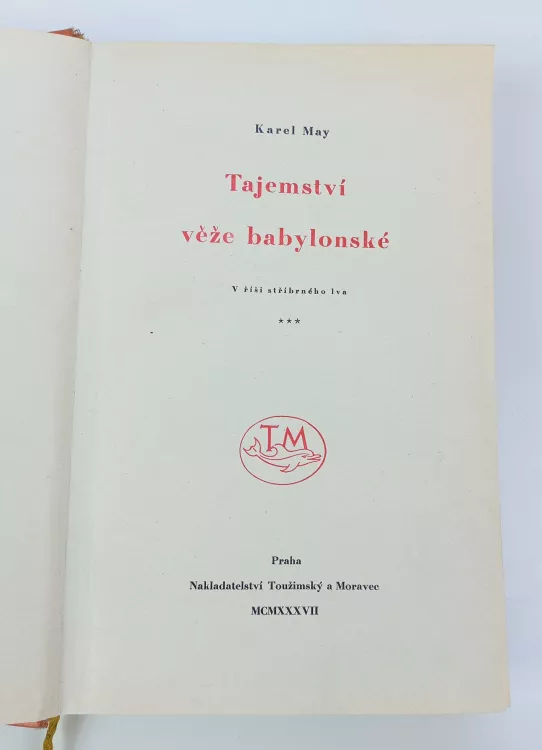 Karel May
Tajemství
věže babylonské
V říši stříbrného lva
***
TM
Praha
Nakladatelství Toužimský a Moravec
MCMXXXVII